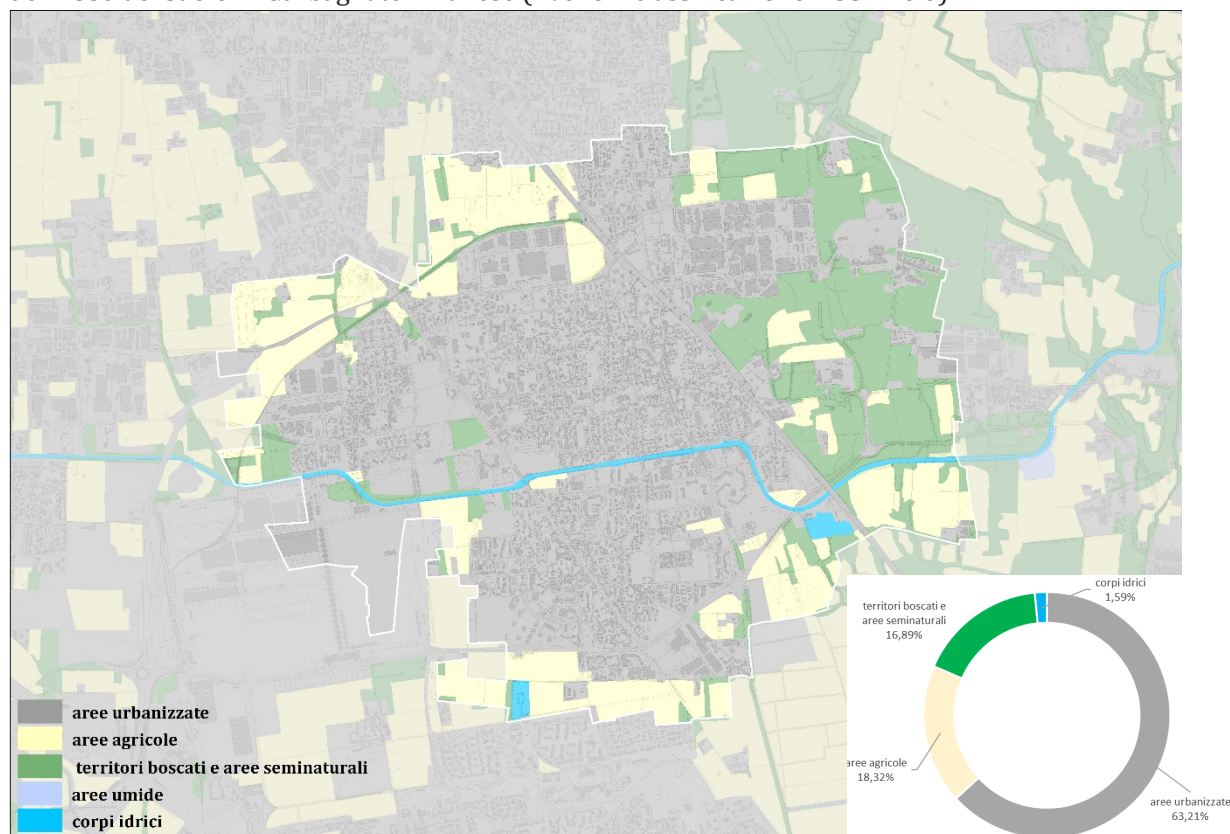 aree urbanizzate
aree agricole
territori boscati e aree seminaturali
aree umide
corpi idrici
corpi idrici
1,59%
territori boscati e
aree seminaturali
16,89%
aree agricole
18,32%
aree urbanizzate
63,21%